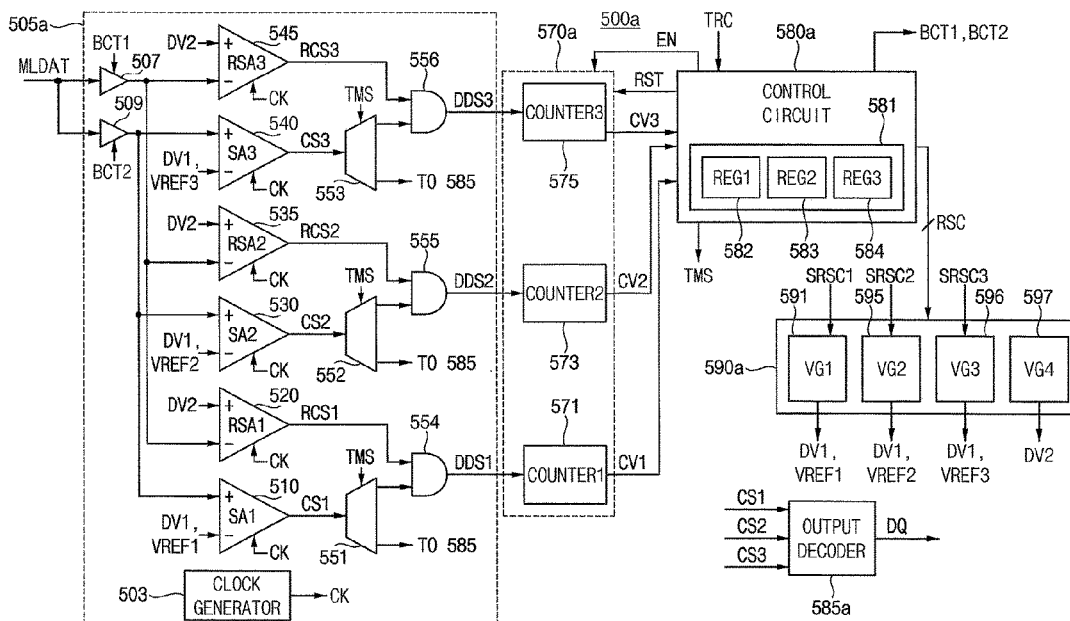 505a
BCT1
507
MLDAT
509
BCT2
DV2
+
RSA3
−
545
RCS3
CK
DV1,
VREF3
+
SA3
−
540
CS3
CK
TMS
553
TO 585
556
DDS3
DV2
+
RSA2
−
535
RCS2
CK
DV1,
VREF2
+
SA2
−
530
CS2
CK
TMS
552
TO 585
555
DDS2
DV2
+
RSA1
−
520
RCS1
CK
DV1,
VREF1
+
SA1
−
510
CS1
CK
TMS
551
TO 585
554
DDS1
503
CLOCK
GENERATOR
CK
570a
500a
EN
RST
COUNTER3
575
CV3
COUNTER2
573
CV2
571
COUNTER1
CV1
TRC
580a
BCT1,BCT2
CONTROL
CIRCUIT
581
REG1
REG2
REG3
582
583
584
TMS
RSC
SRSC1
SRSC2
SRSC3
591
595
596
597
590a
VG1
VG2
VG3
VG4
DV1,
VREF1
DV1,
VREF2
DV1,
VREF3
DV2
CS1
CS2
CS3
OUTPUT
DECODER
DQ
585a